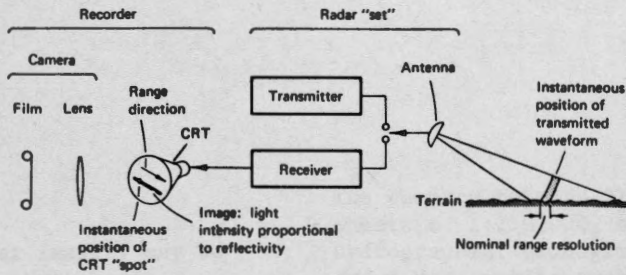 Recorder
Radar "set"
Camera
Film
Lens
Range
direction
CRT
Transmitter
Receiver
Antenna
Instantaneous
position of
transmitted
waveform
Terrain
Nominal range resolution
Instantaneous
position of
CRT "spot"
Image: light
intensity proportional
to reflectivity